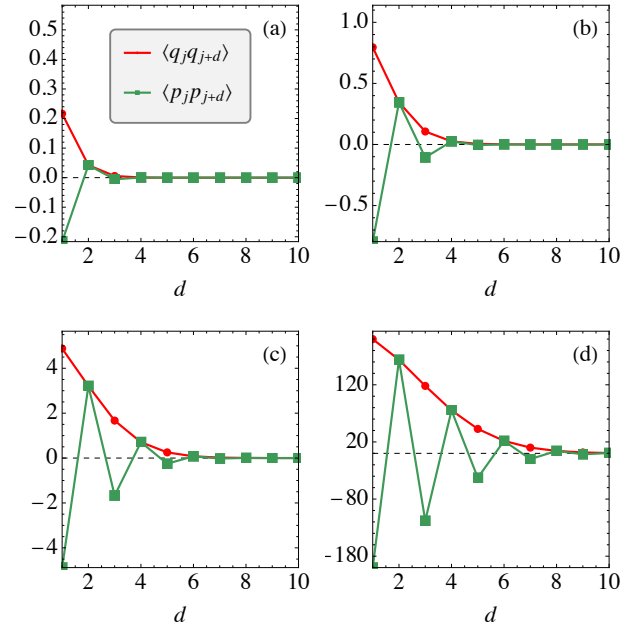 (a)
⟨q_j q_{j+d}⟩
⟨p_j p_{j+d}⟩
0.5
0.4
0.3
0.2
0.1
0.0
−0.1
−0.2
2 4 6 8 10
d
(b)
1.0
0.5
0.0
−0.5
2 4 6 8 10
d
(c)
4
2
0
−2
−4
2 4 6 8 10
d
(d)
120
20
−80
-180
2 4 6 8 10
d